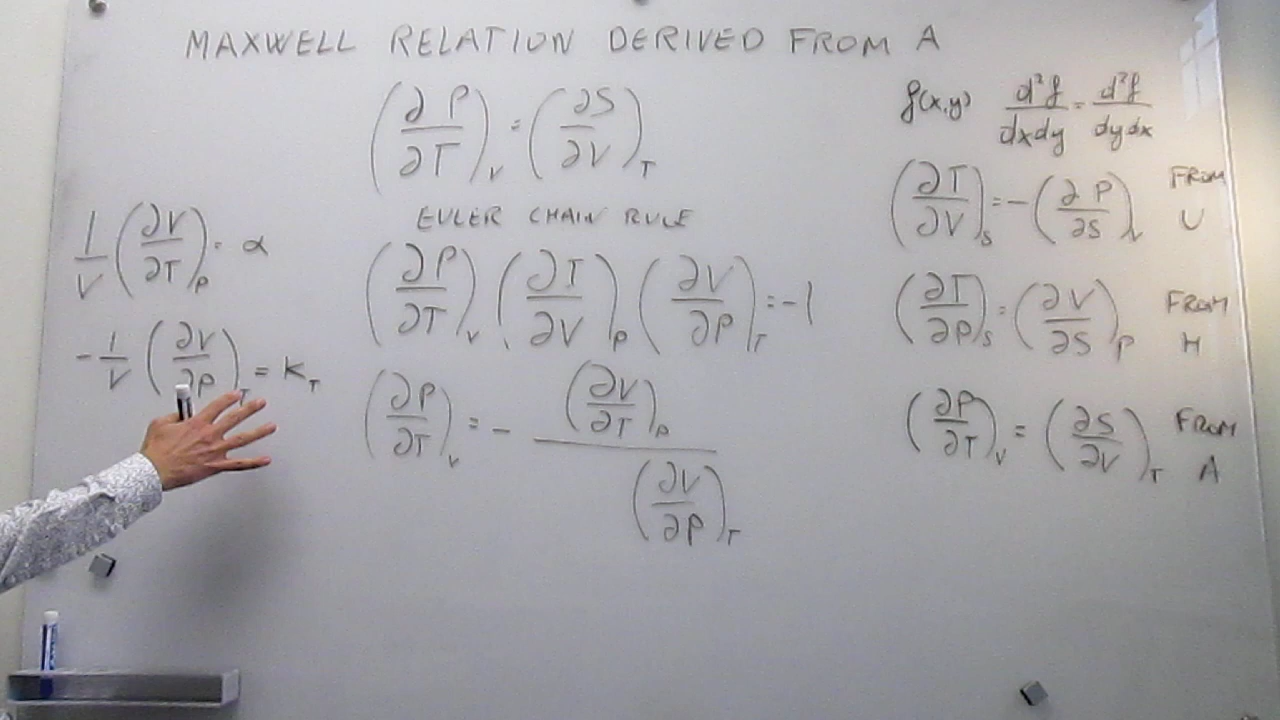 MAXWELL RELATION DERIVED FROM A
(∂P/∂T)_V = (∂S/∂V)_T
EULER CHAIN RULE
(∂P/∂T)_V (∂T/∂V)_P (∂V/∂P)_T = -1
(∂P/∂T)_V = - (∂V/∂T)_P / (∂V/∂P)_T
1/V (∂V/∂T)_P = α
-1/V (∂V/∂P)_T = K_T
f(x,y) d²f/dxdy = d²f/dydx
(∂T/∂V)_S = -(∂P/∂S)_V FROM U
(∂T/∂P)_S = (∂V/∂S)_P FROM H
(∂P/∂T)_V = (∂S/∂V)_T FROM A